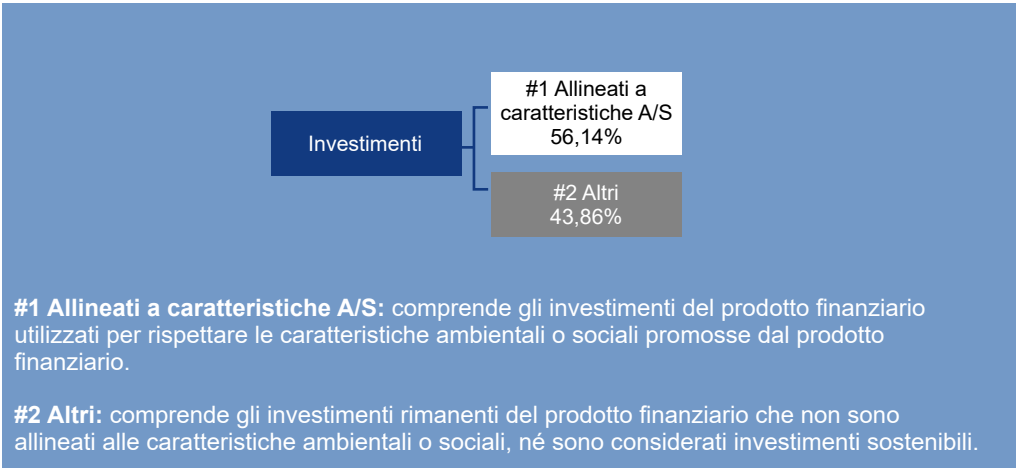 #1 Allineati a
caratteristiche A/S
56,14%
Investimenti
#2 Altri
43,86%
#1 Allineati a caratteristiche A/S: comprende gli investimenti del prodotto finanziario
utilizzati per rispettare le caratteristiche ambientali o sociali promosse dal prodotto
finanziario.
#2 Altri: comprende gli investimenti rimanenti del prodotto finanziario che non sono
allineati alle caratteristiche ambientali o sociali, né sono considerati investimenti sostenibili.